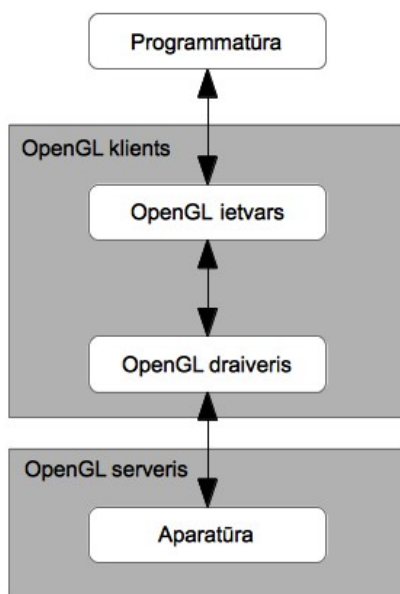 Programmatūra
OpenGL klients
OpenGL ietvars
OpenGL draiveris
OpenGL serveris
Aparatūra